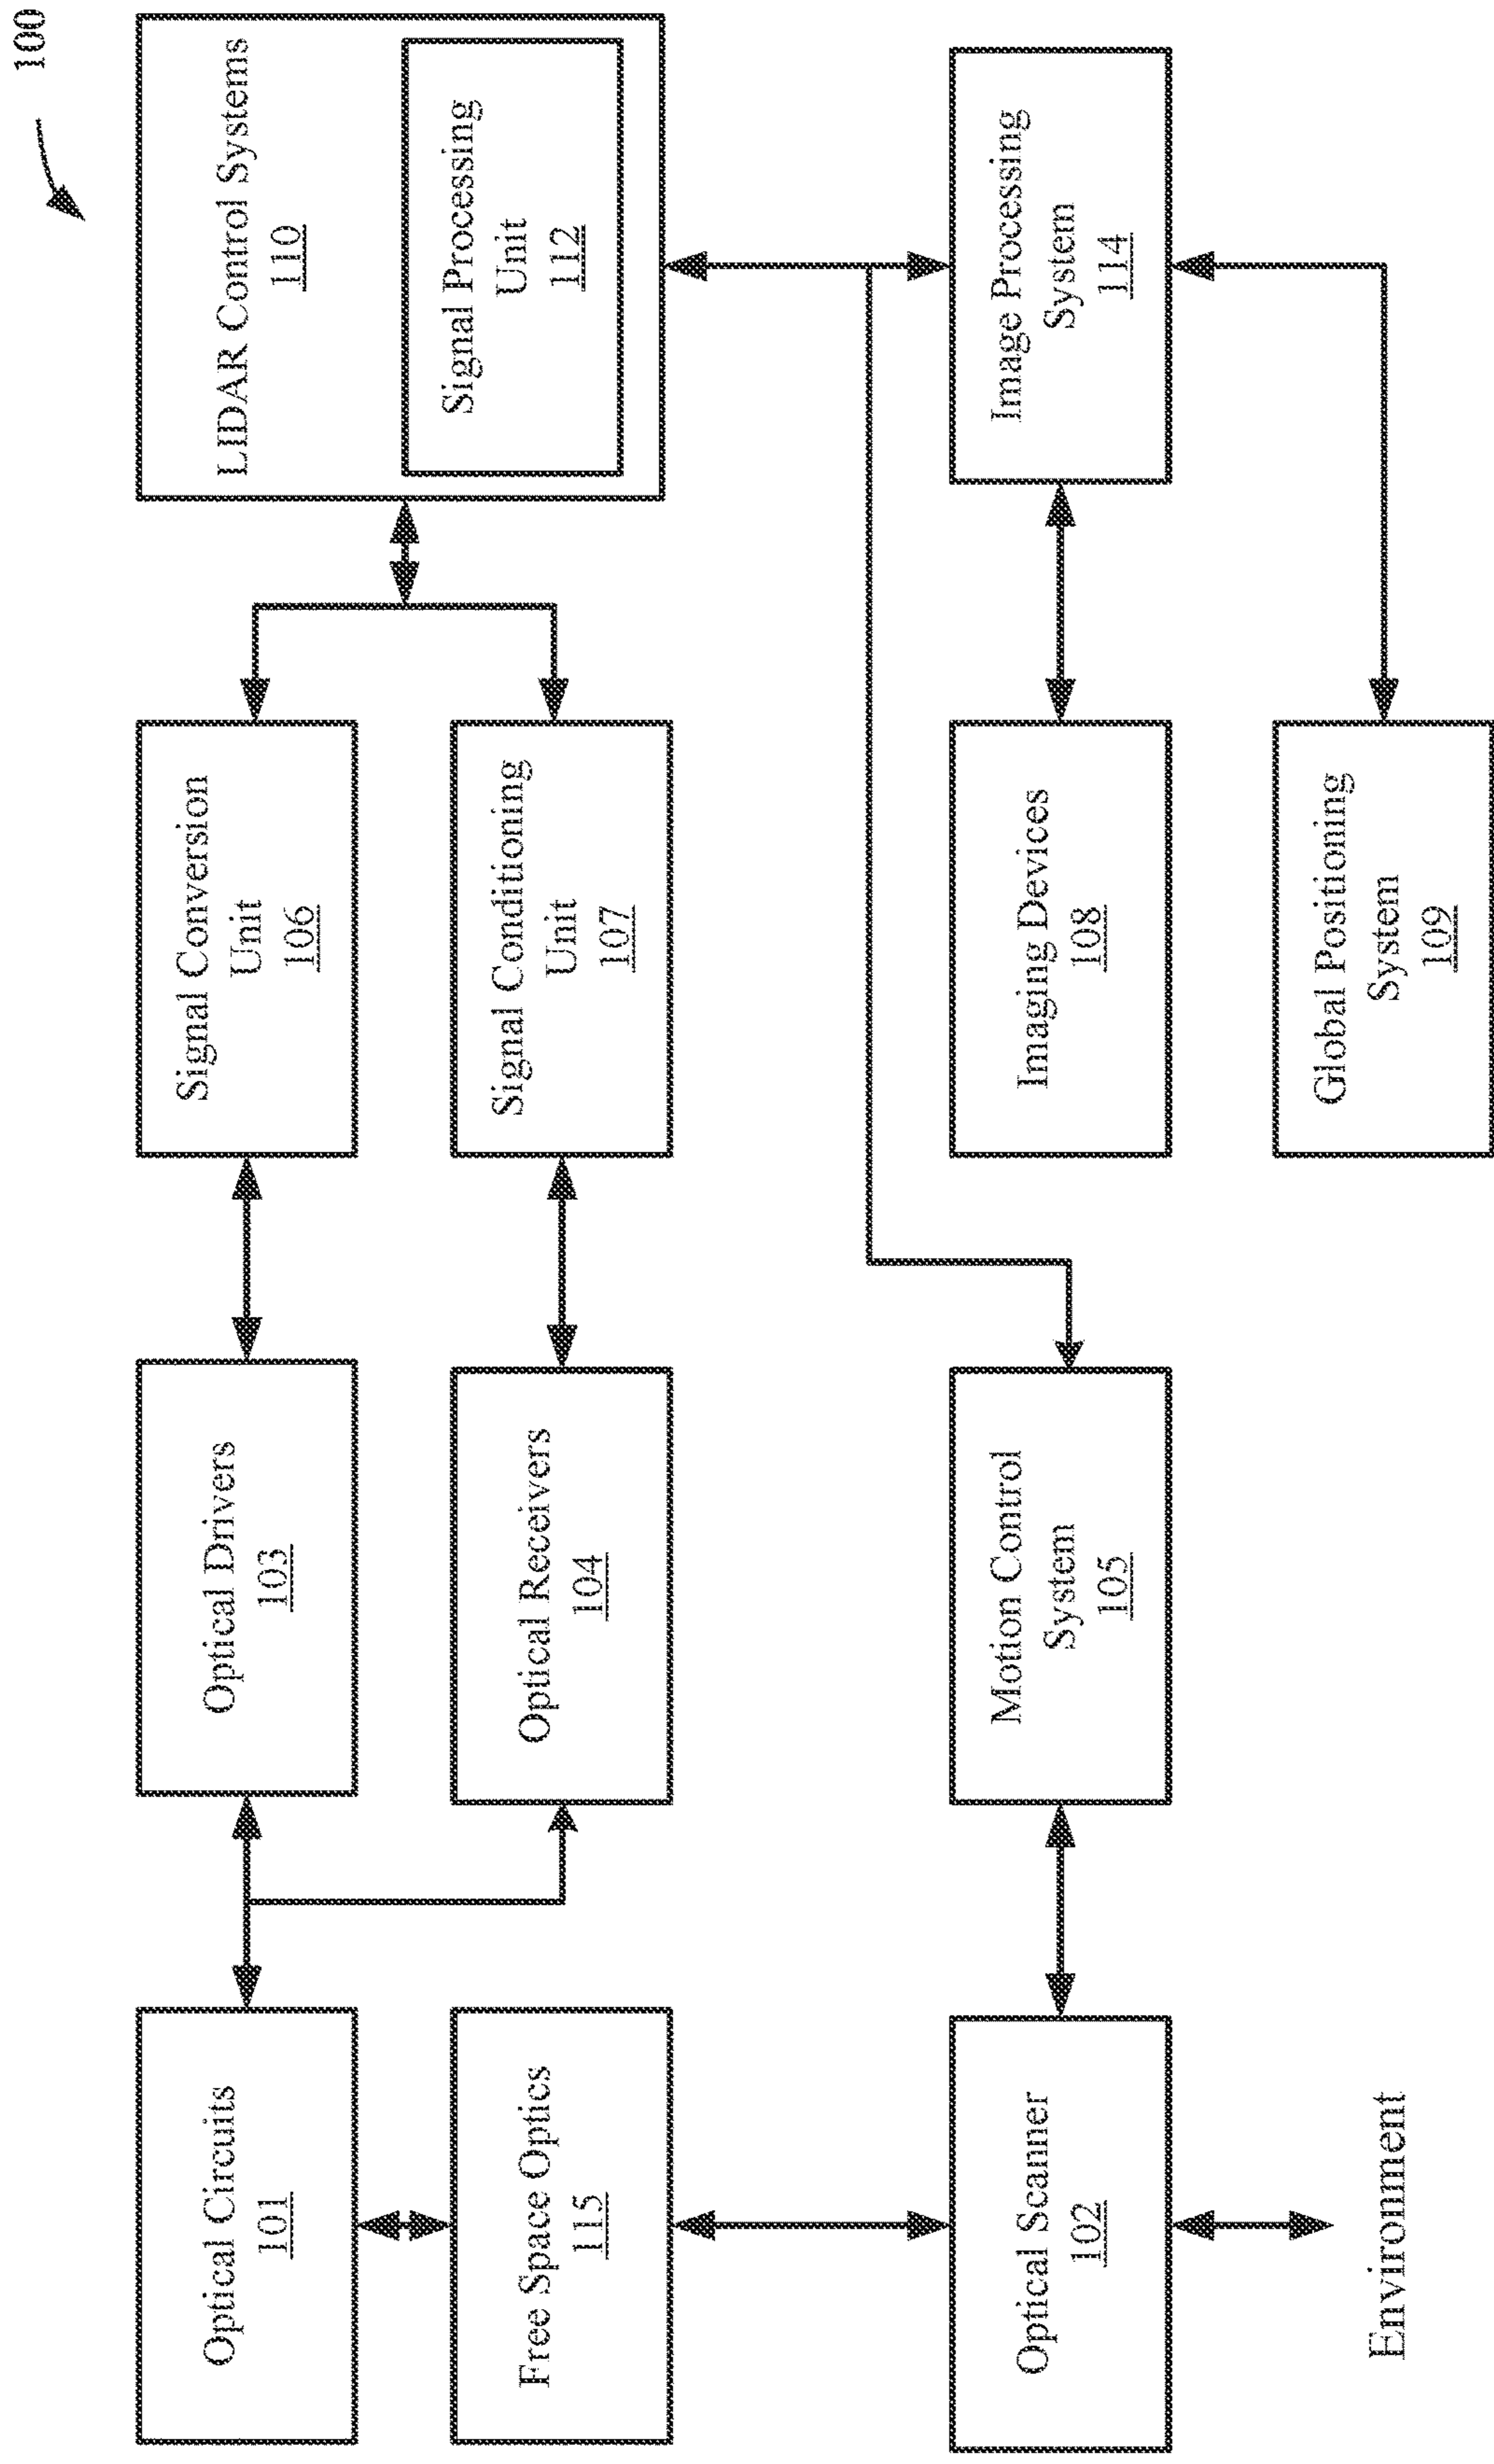 100
Optical Circuits
101
Optical Drivers
103
Signal Conversion
Unit
106
LIDAR Control Systems
110
Signal Processing
Unit
112
Free Space Optics
115
Optical Receivers
104
Signal Conditioning
Unit
107
Optical Scanner
102
Motion Control
System
105
Imaging Devices
108
Image Processing
System
114
Environment
Global Positioning
System
109